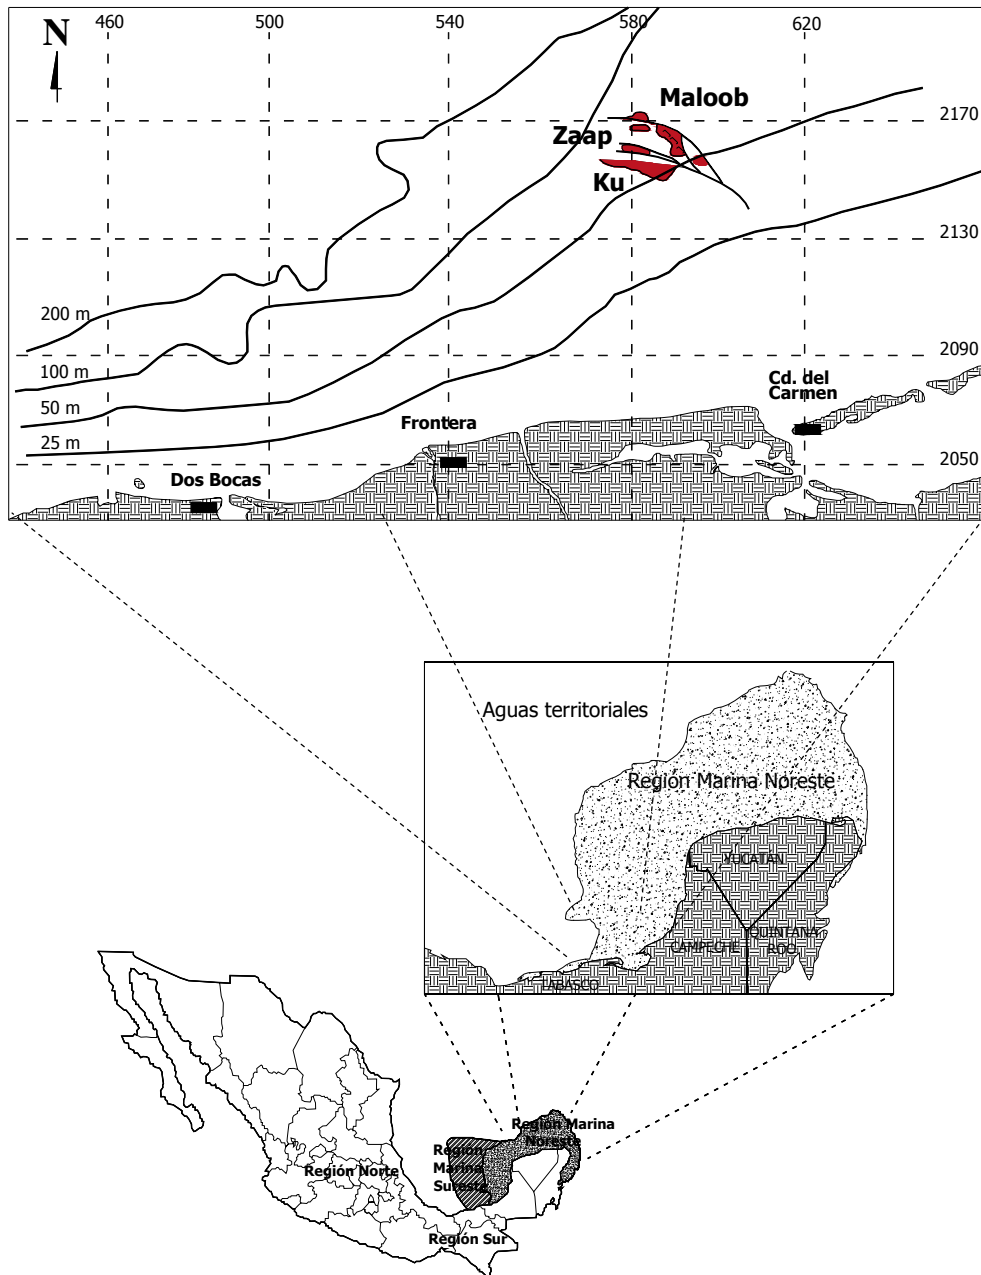 460
500
540
580
620
N
Maloob
2170
Zaap
Ku
2130
200 m
2090
100 m
Cd. del
Carmen
50 m
Frontera
25 m
2050
Dos Bocas
Aguas territoriales
Región Marina Noreste
YUCATAN
CAMPECHE
QUINTANA
ROO
TABASCO
Región Marina
Noreste
Región
Marina
Sureste
Región Norte
Región Sur